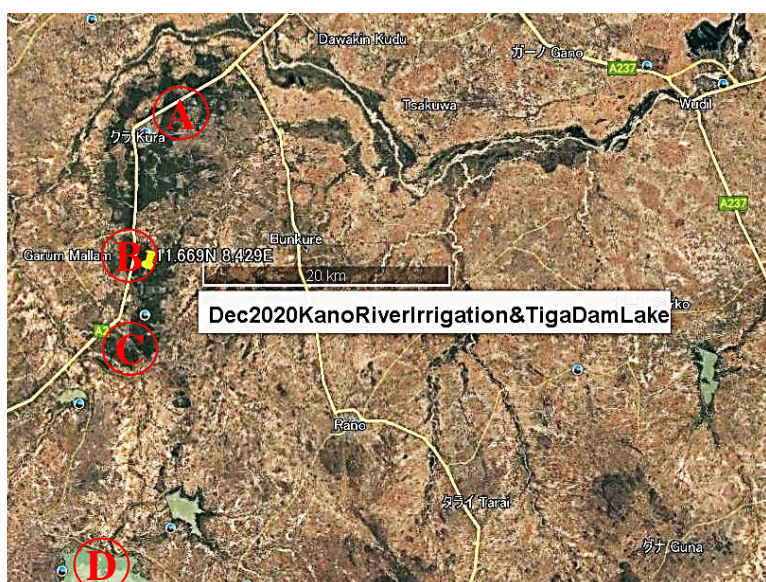 Dawakin Kudu
ガーノ Gano
A237
Tsakuwa
Wudil
A
クラ Kura
A237
Bunkure
Garum Mallam
B
11.669N 8.429E
20 km
Dec2020KanoRiverIrrigation&TigaDamLake
C
Rano
タライ Tarai
グナ Guna
D